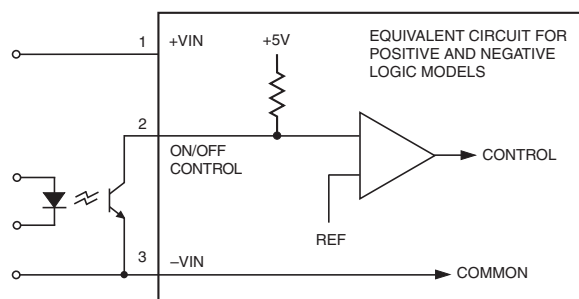 EQUIVALENT CIRCUIT FOR
POSITIVE AND NEGATIVE
LOGIC MODELS
1
+VIN
+5V
2
ON/OFF
CONTROL
CONTROL
REF
3
–VIN
COMMON